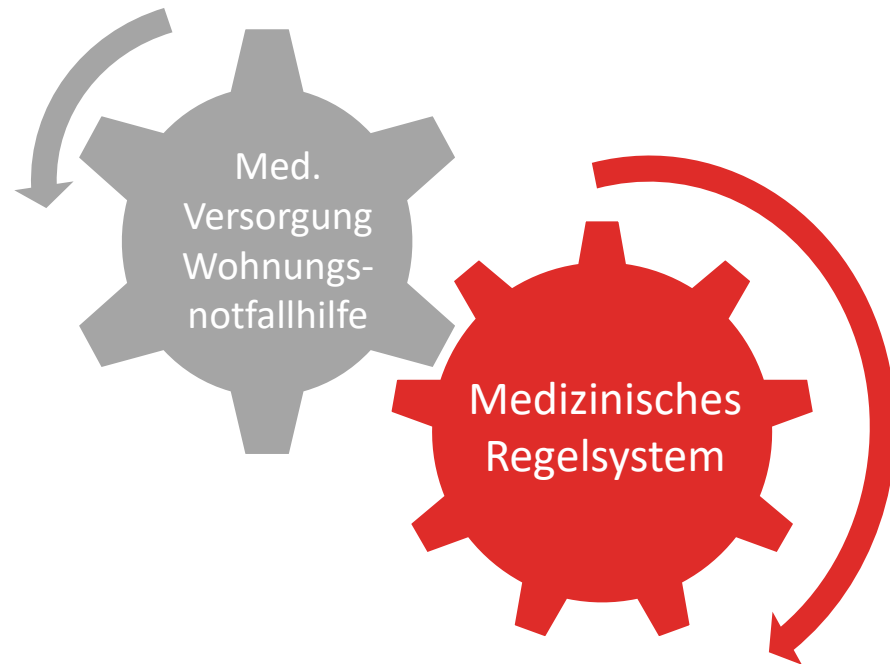 Med.
Versorgung
Wohnungs-
notfallhilfe
Medizinisches
Regelsystem